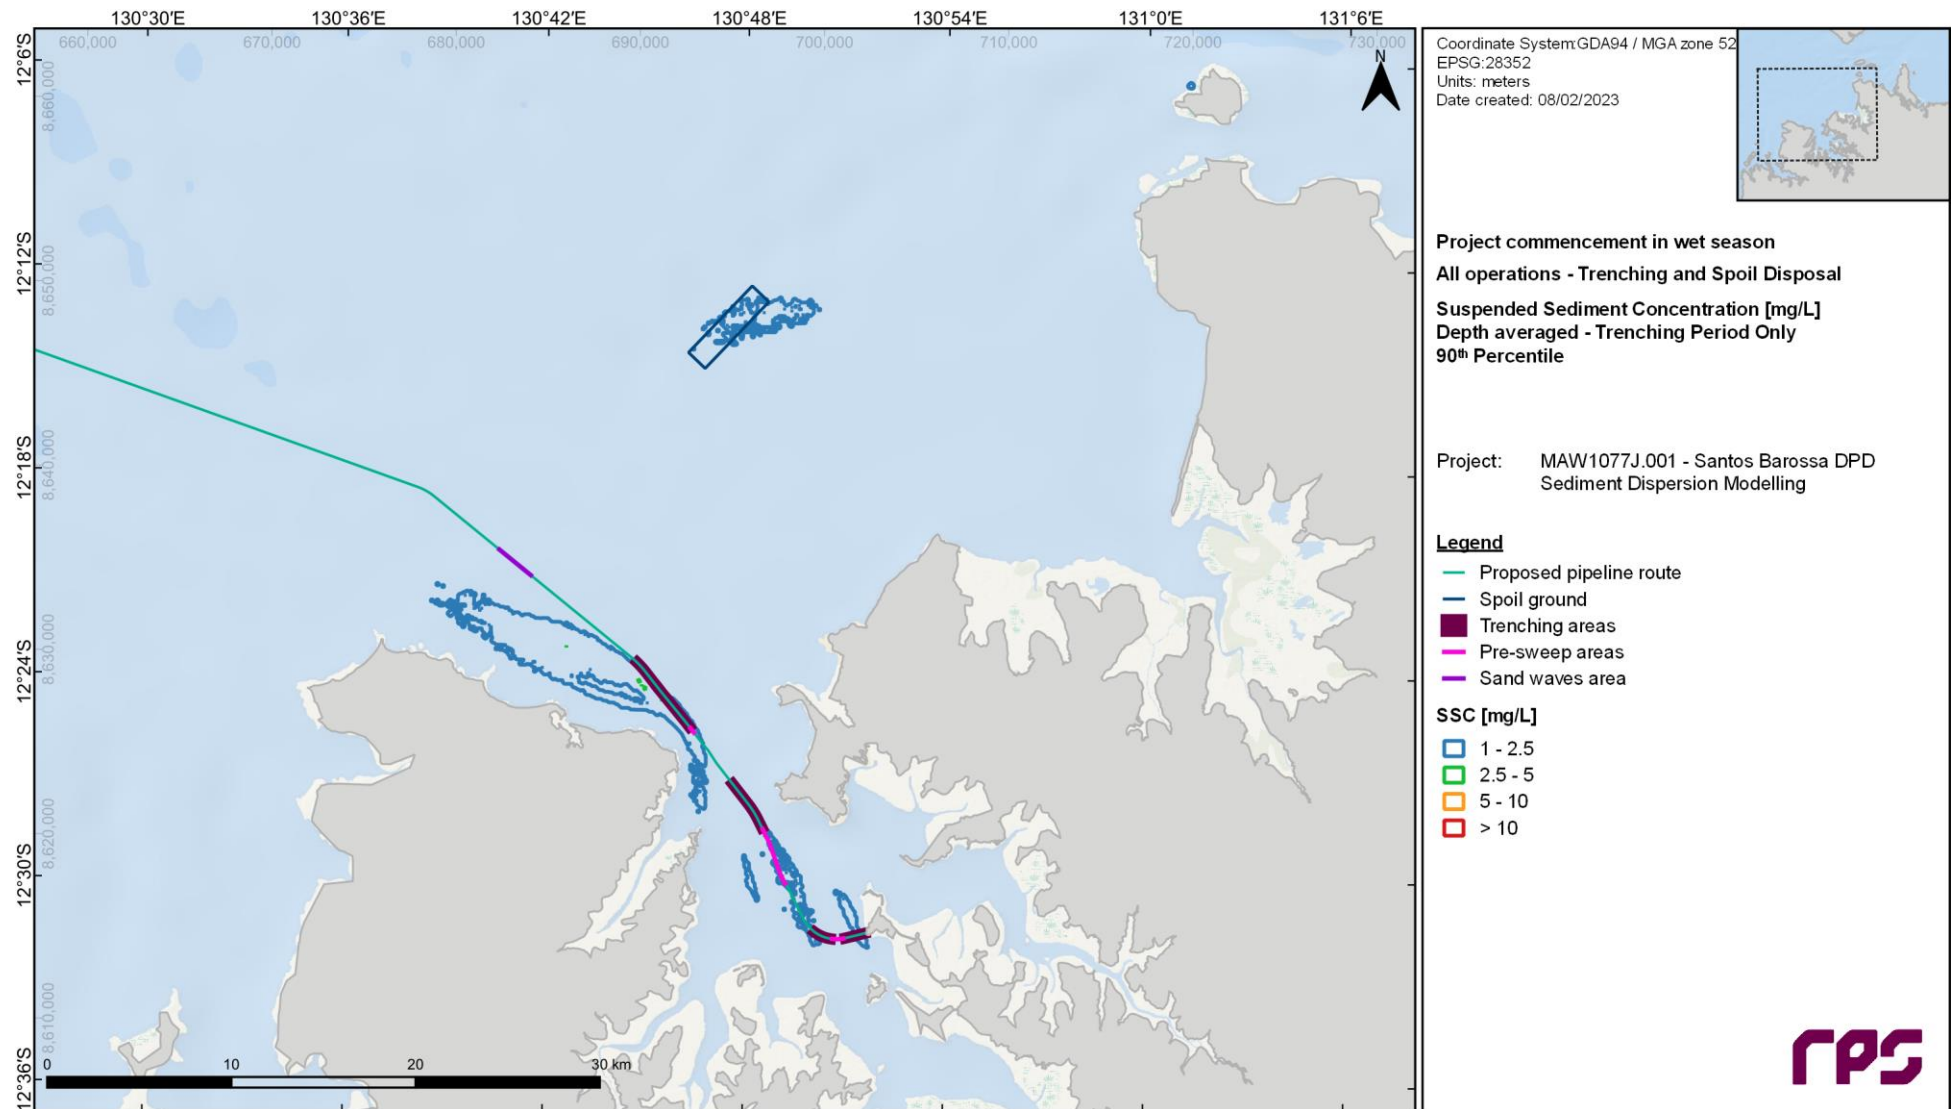 130°30'E 130°36'E 130°42'E 130°48'E 130°54'E 131°0'E 131°6'E
660,000 670,000 680,000 690,000 700,000 710,000 720,000 730,000
12°6'S
8,660,000
12°12'S
8,650,000
12°18'S
8,640,000
12°24'S
8,630,000
12°30'S
8,620,000
12°36'S
8,610,000
N
0 10 20 30 km
Coordinate System:GDA94 / MGA zone 52
EPSG:28352
Units: meters
Date created: 08/02/2023
Project commencement in wet season
All operations - Trenching and Spoil Disposal
Suspended Sediment Concentration [mg/L]
Depth averaged - Trenching Period Only
90th Percentile
Project: MAW1077J.001 - Santos Barossa DPD
Sediment Dispersion Modelling
Legend
Proposed pipeline route
Spoil ground
Trenching areas
Pre-sweep areas
Sand waves area
SSC [mg/L]
1 - 2.5
2.5 - 5
5 - 10
> 10
rps